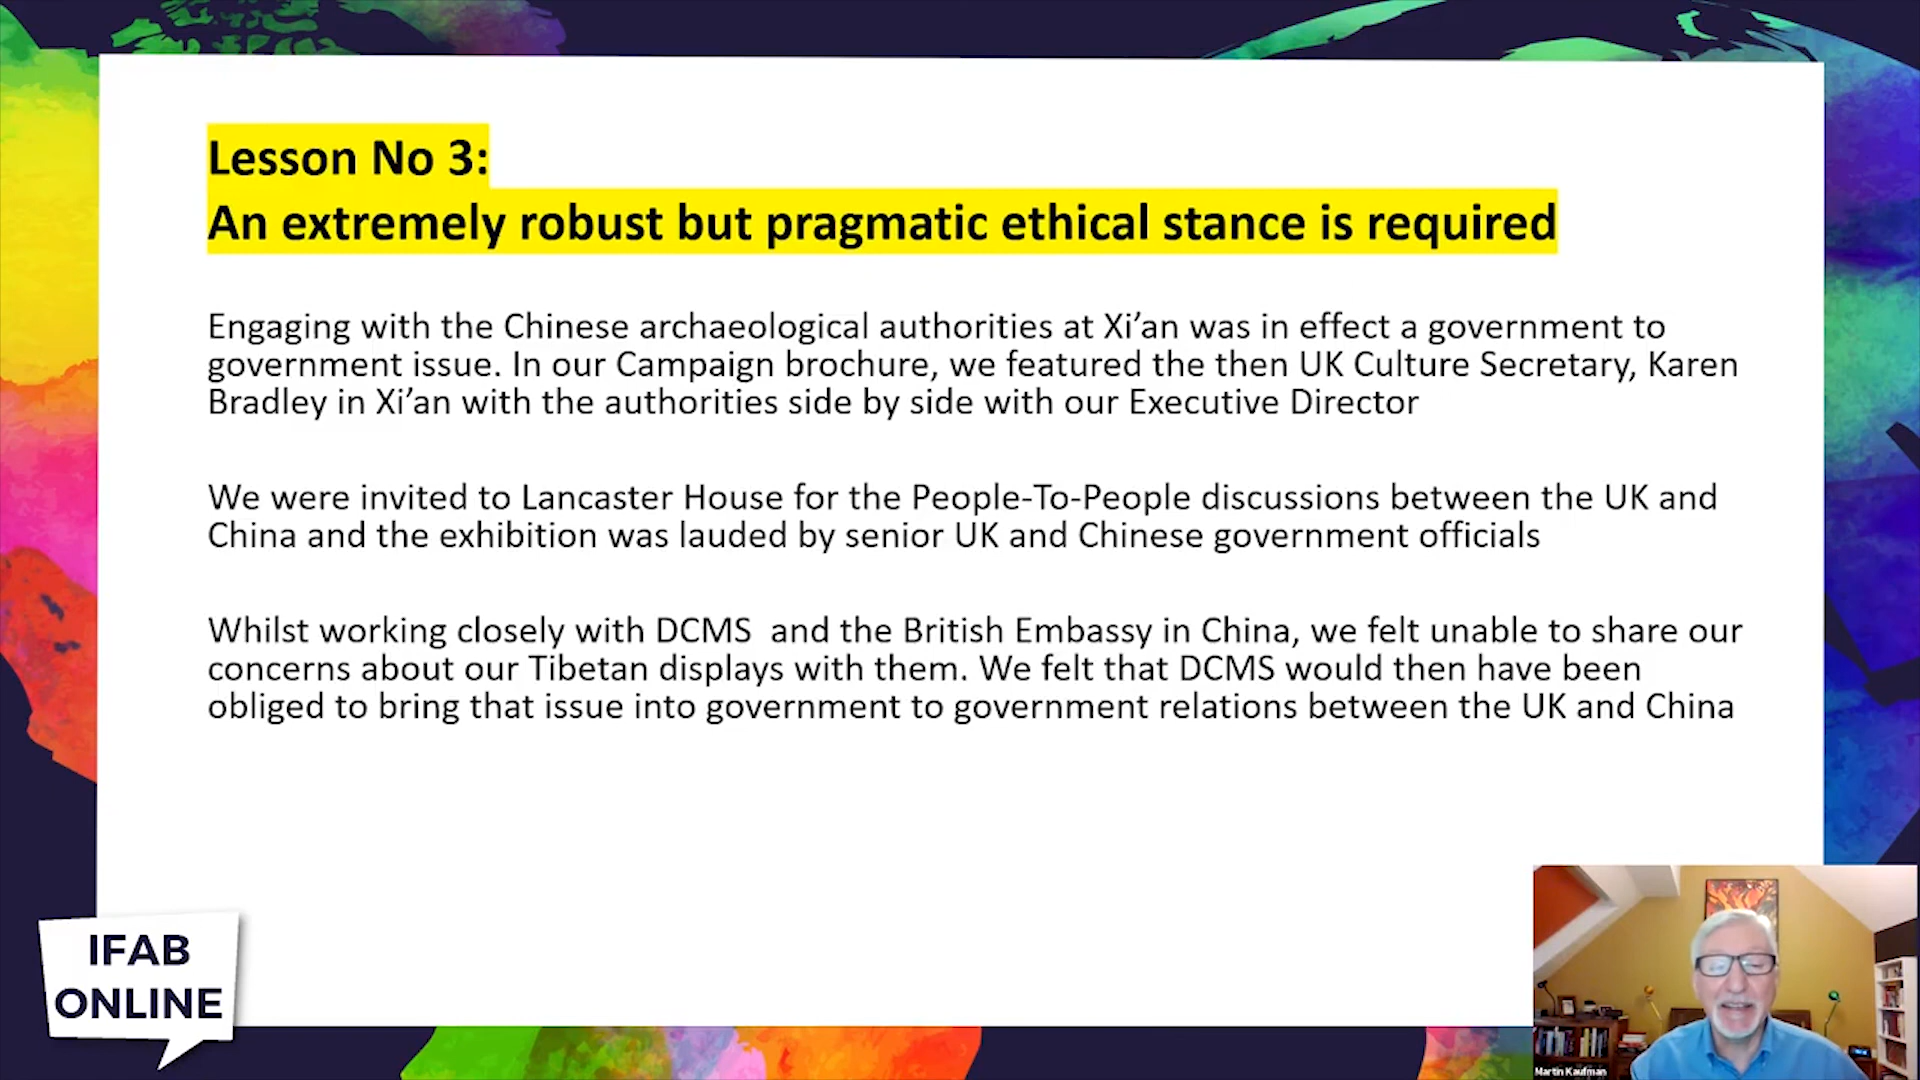 Lesson No 3:
An extremely robust but pragmatic ethical stance is required
Engaging with the Chinese archaeological authorities at Xi’an was in effect a government to
government issue. In our Campaign brochure, we featured the then UK Culture Secretary, Karen
Bradley in Xi’an with the authorities side by side with our Executive Director
We were invited to Lancaster House for the People-To-People discussions between the UK and
China and the exhibition was lauded by senior UK and Chinese government officials
Whilst working closely with DCMS  and the British Embassy in China, we felt unable to share our
concerns about our Tibetan displays with them. We felt that DCMS would then have been
obliged to bring that issue into government to government relations between the UK and China
IFAB
ONLINE
Martin Kaufman